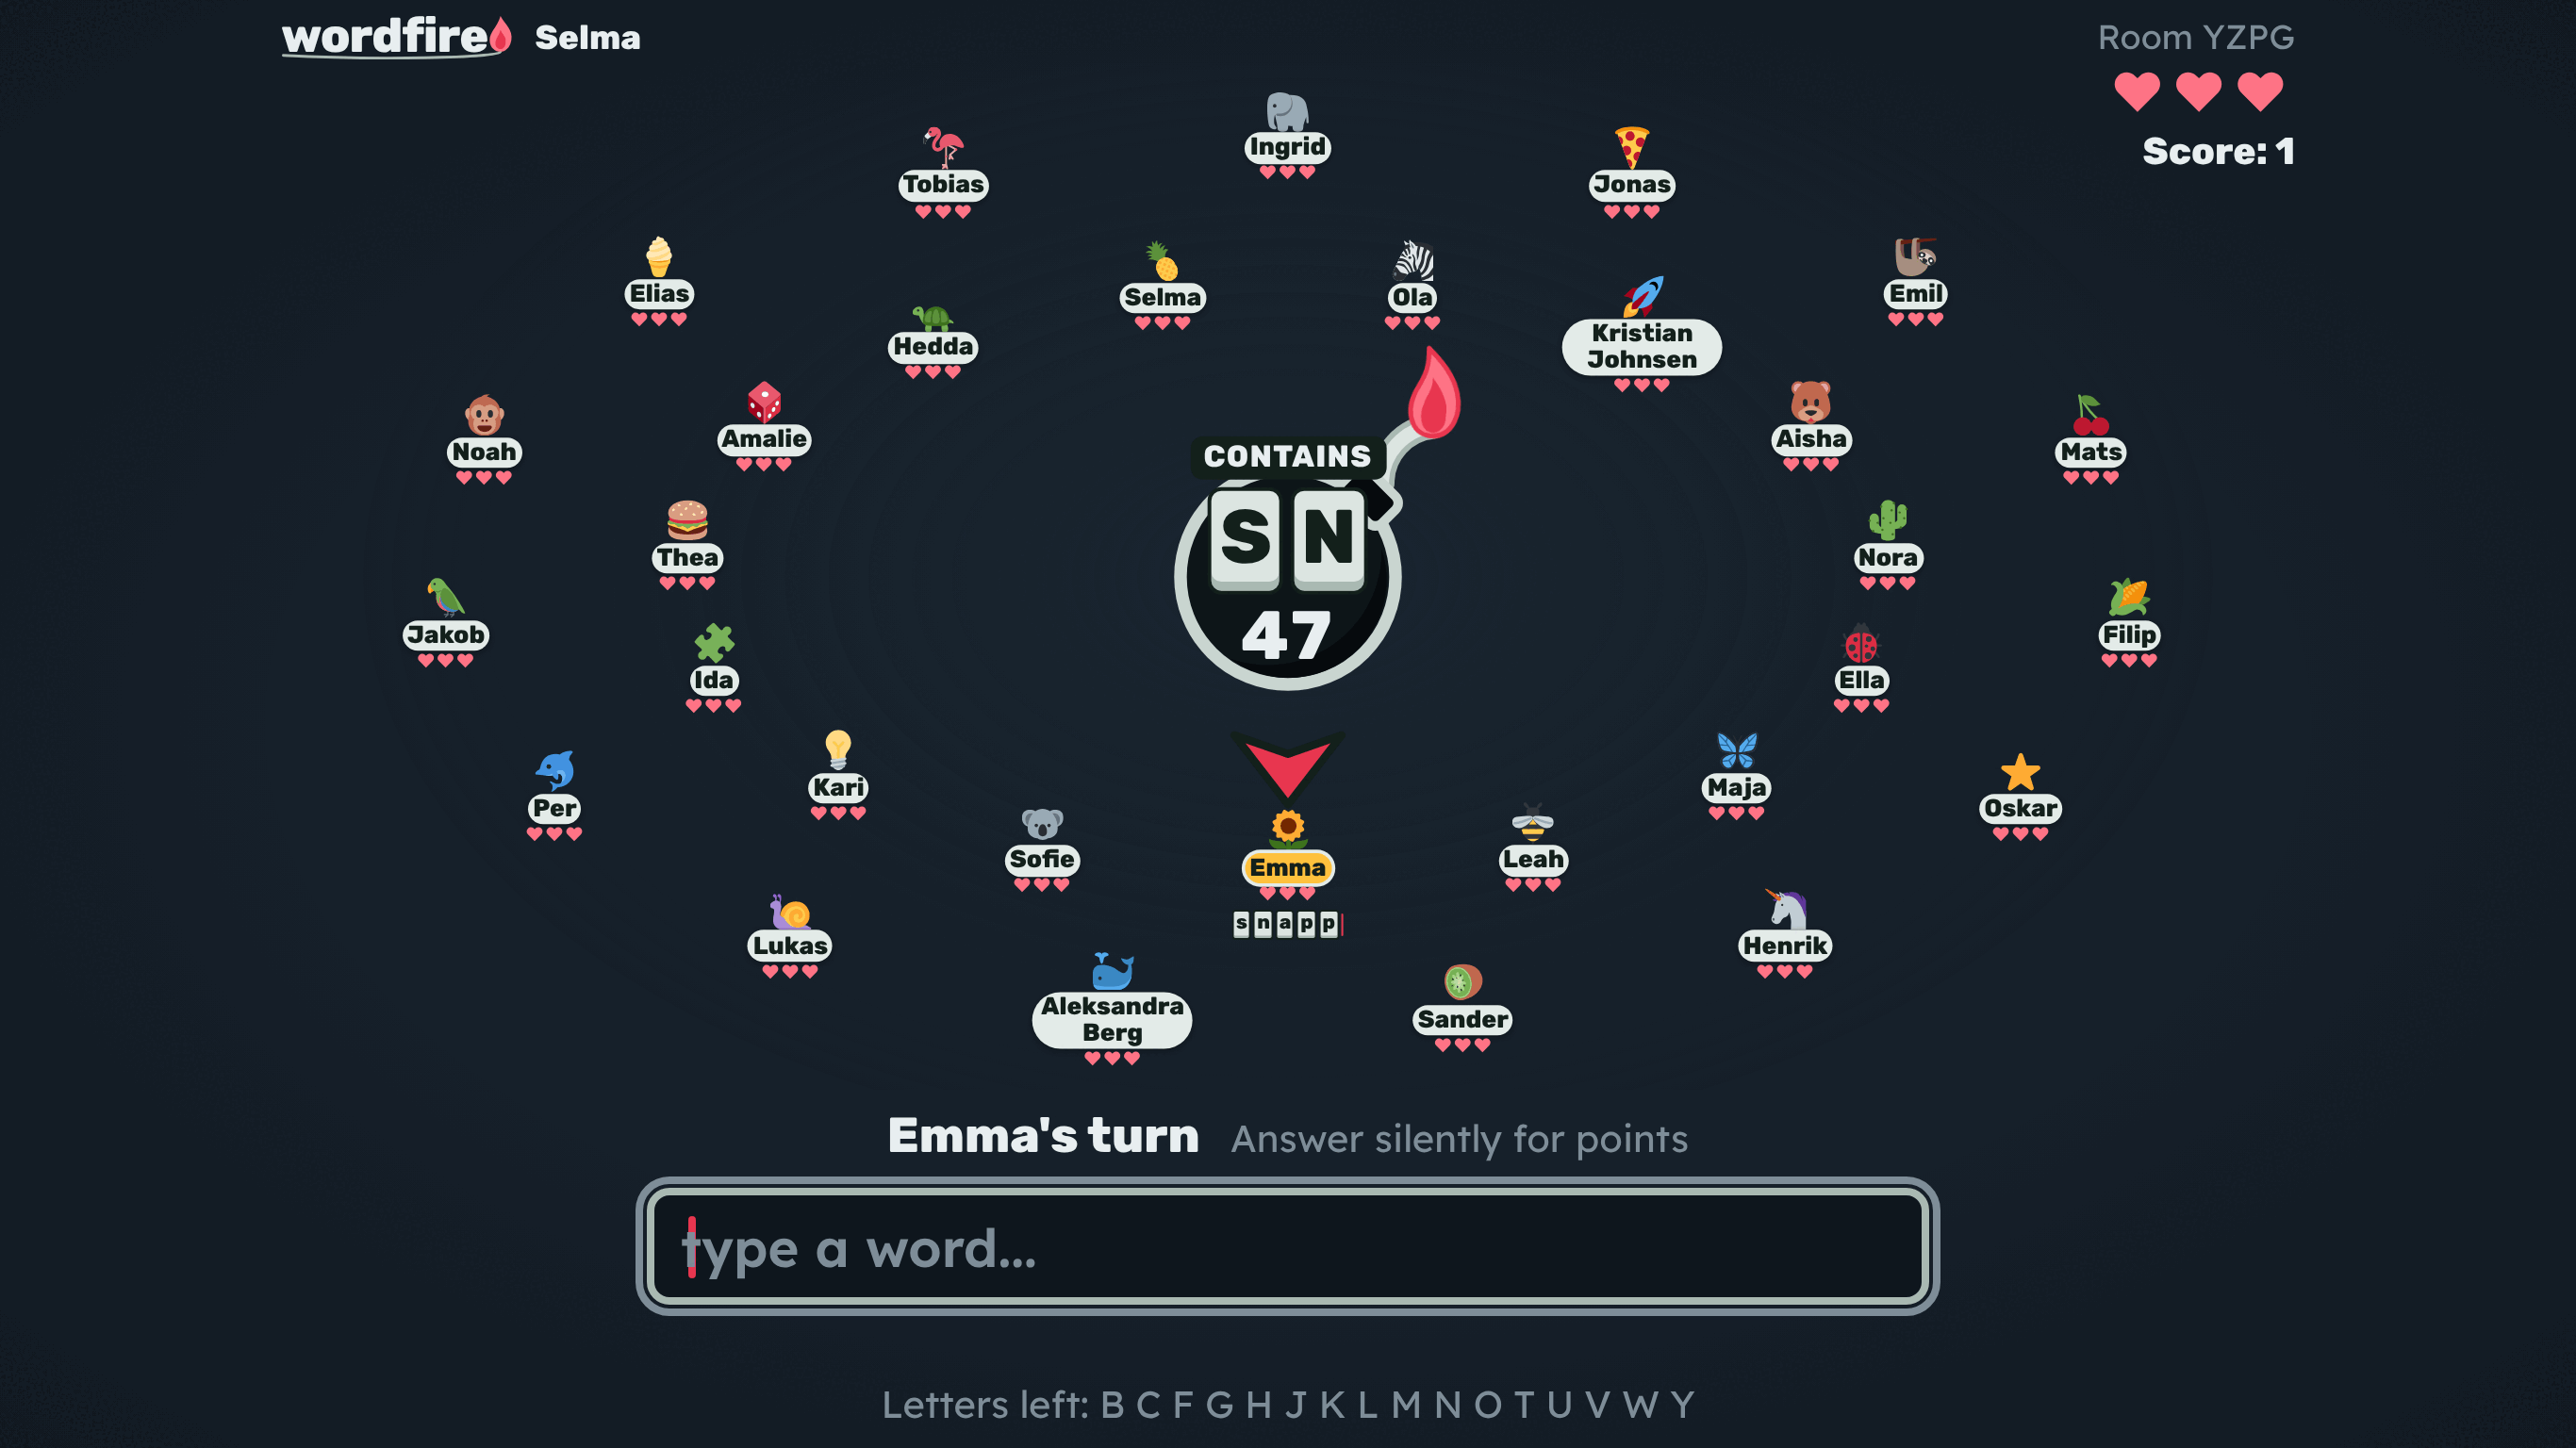 wordfire Selma
Room YZPG
Score: 1
Ingrid
Tobias
Jonas
Elias
Selma
Ola
Emil
Hedda
Kristian
Johnsen
Noah
Amalie
Aisha
Mats
CONTAINS
S N
47
Thea
Nora
Jakob
Filip
Ida
Ella
Per
Kari
Maja
Oskar
Sofie
Emma
Leah
snapp
Lukas
Henrik
Aleksandra
Berg
Sander
Emma's turn Answer silently for points
type a word...
Letters left: B C F G H J K L M N O T U V W Y